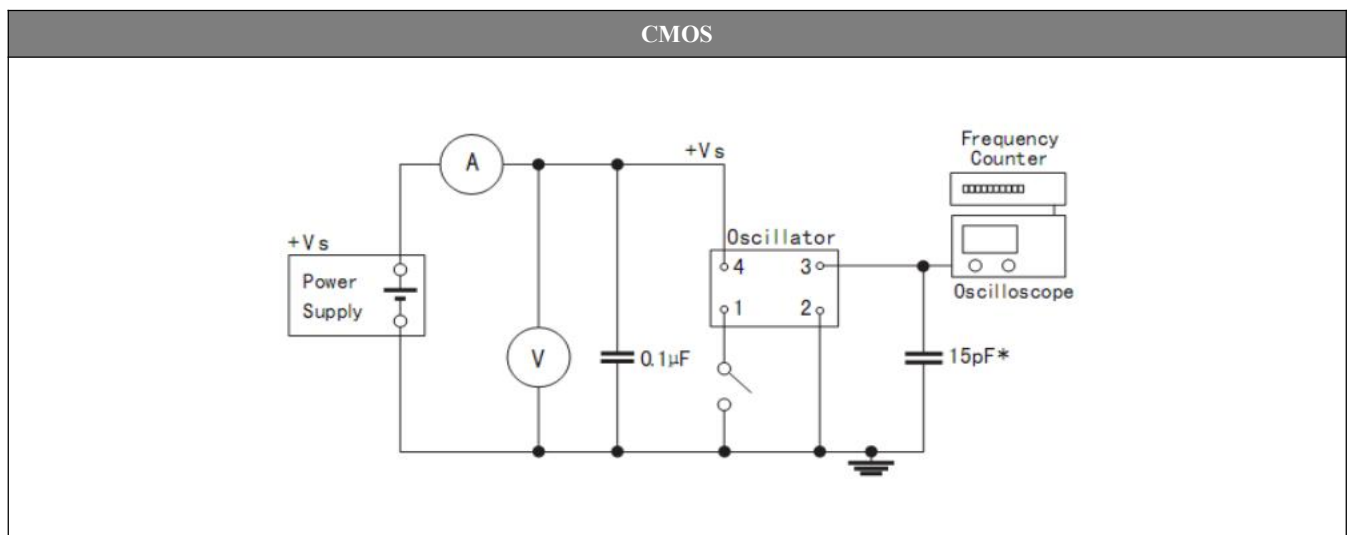 CMOS
Frequency
Counter
A
+Vs
Oscillator
+Vs
4
3
Power
Supply
Oscilloscope
1
2
V
0.1μF
15pF*